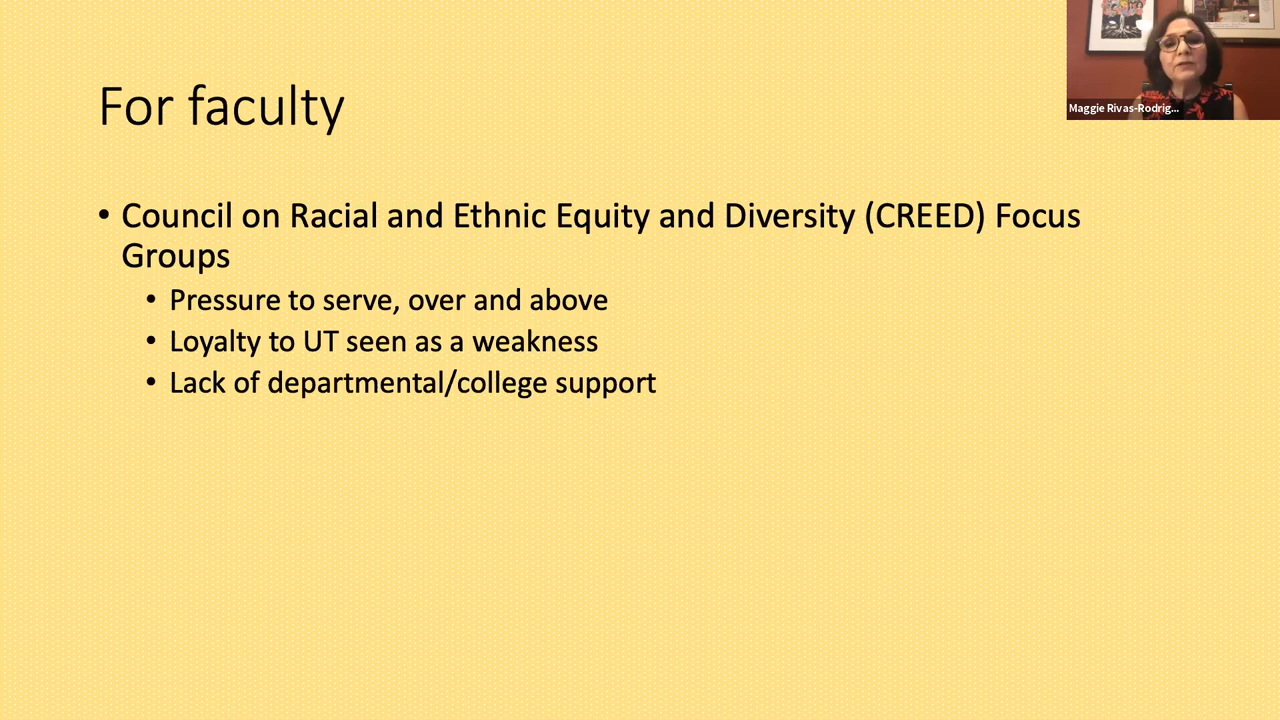 Maggie Rivas-Rodrig...
For faculty
• Council on Racial and Ethnic Equity and Diversity (CREED) Focus
Groups
• Pressure to serve, over and above
• Loyalty to UT seen as a weakness
• Lack of departmental/college support